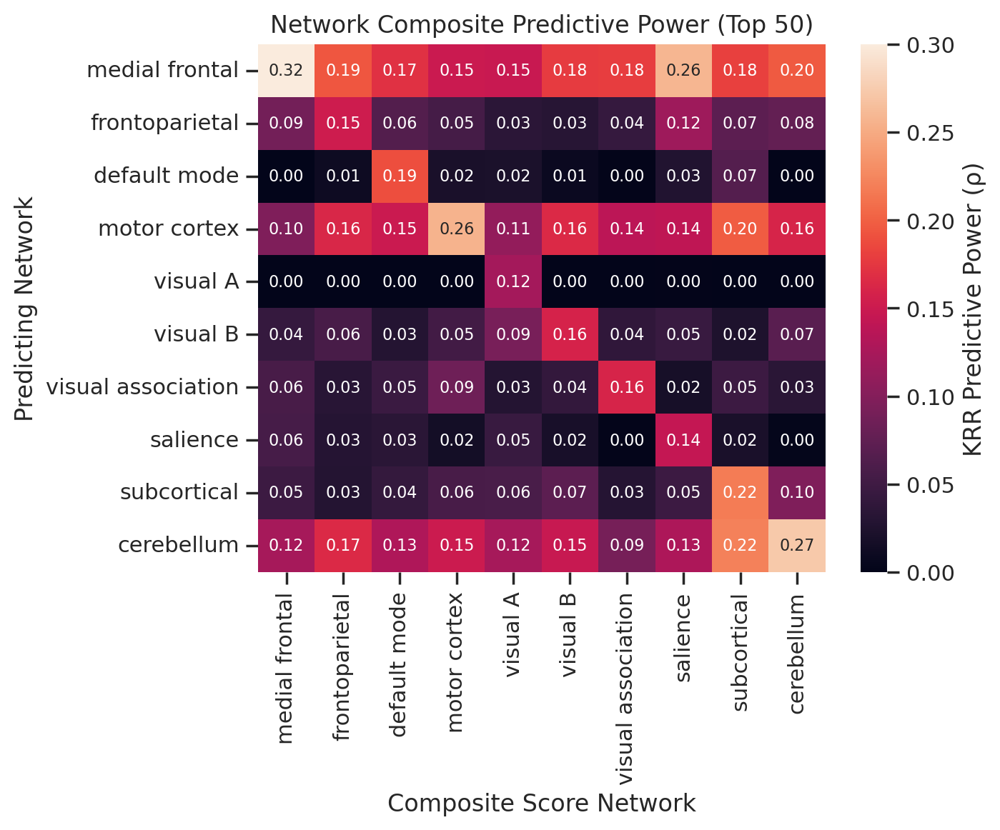 Network Composite Predictive Power (Top 50)
Predicting Network
medial frontal 0.32 0.19 0.17 0.15 0.15 0.18 0.18 0.26 0.18 0.20
frontoparietal 0.09 0.15 0.06 0.05 0.03 0.03 0.04 0.12 0.07 0.08
default mode 0.00 0.01 0.19 0.02 0.02 0.01 0.00 0.03 0.07 0.00
motor cortex 0.10 0.16 0.15 0.26 0.11 0.16 0.14 0.14 0.20 0.16
visual A 0.00 0.00 0.00 0.00 0.12 0.00 0.00 0.00 0.00 0.00
visual B 0.04 0.06 0.03 0.05 0.09 0.16 0.04 0.05 0.02 0.07
visual association 0.06 0.03 0.05 0.09 0.03 0.04 0.16 0.02 0.05 0.03
salience 0.06 0.03 0.03 0.02 0.05 0.02 0.00 0.14 0.02 0.00
subcortical 0.05 0.03 0.04 0.06 0.06 0.07 0.03 0.05 0.22 0.10
cerebellum 0.12 0.17 0.13 0.15 0.12 0.15 0.09 0.13 0.22 0.27
medial frontal
frontoparietal
default mode
motor cortex
visual A
visual B
visual association
salience
subcortical
cerebellum
Composite Score Network
0.30
0.25
0.20
0.15
0.10
0.05
0.00
KRR Predictive Power (ρ)